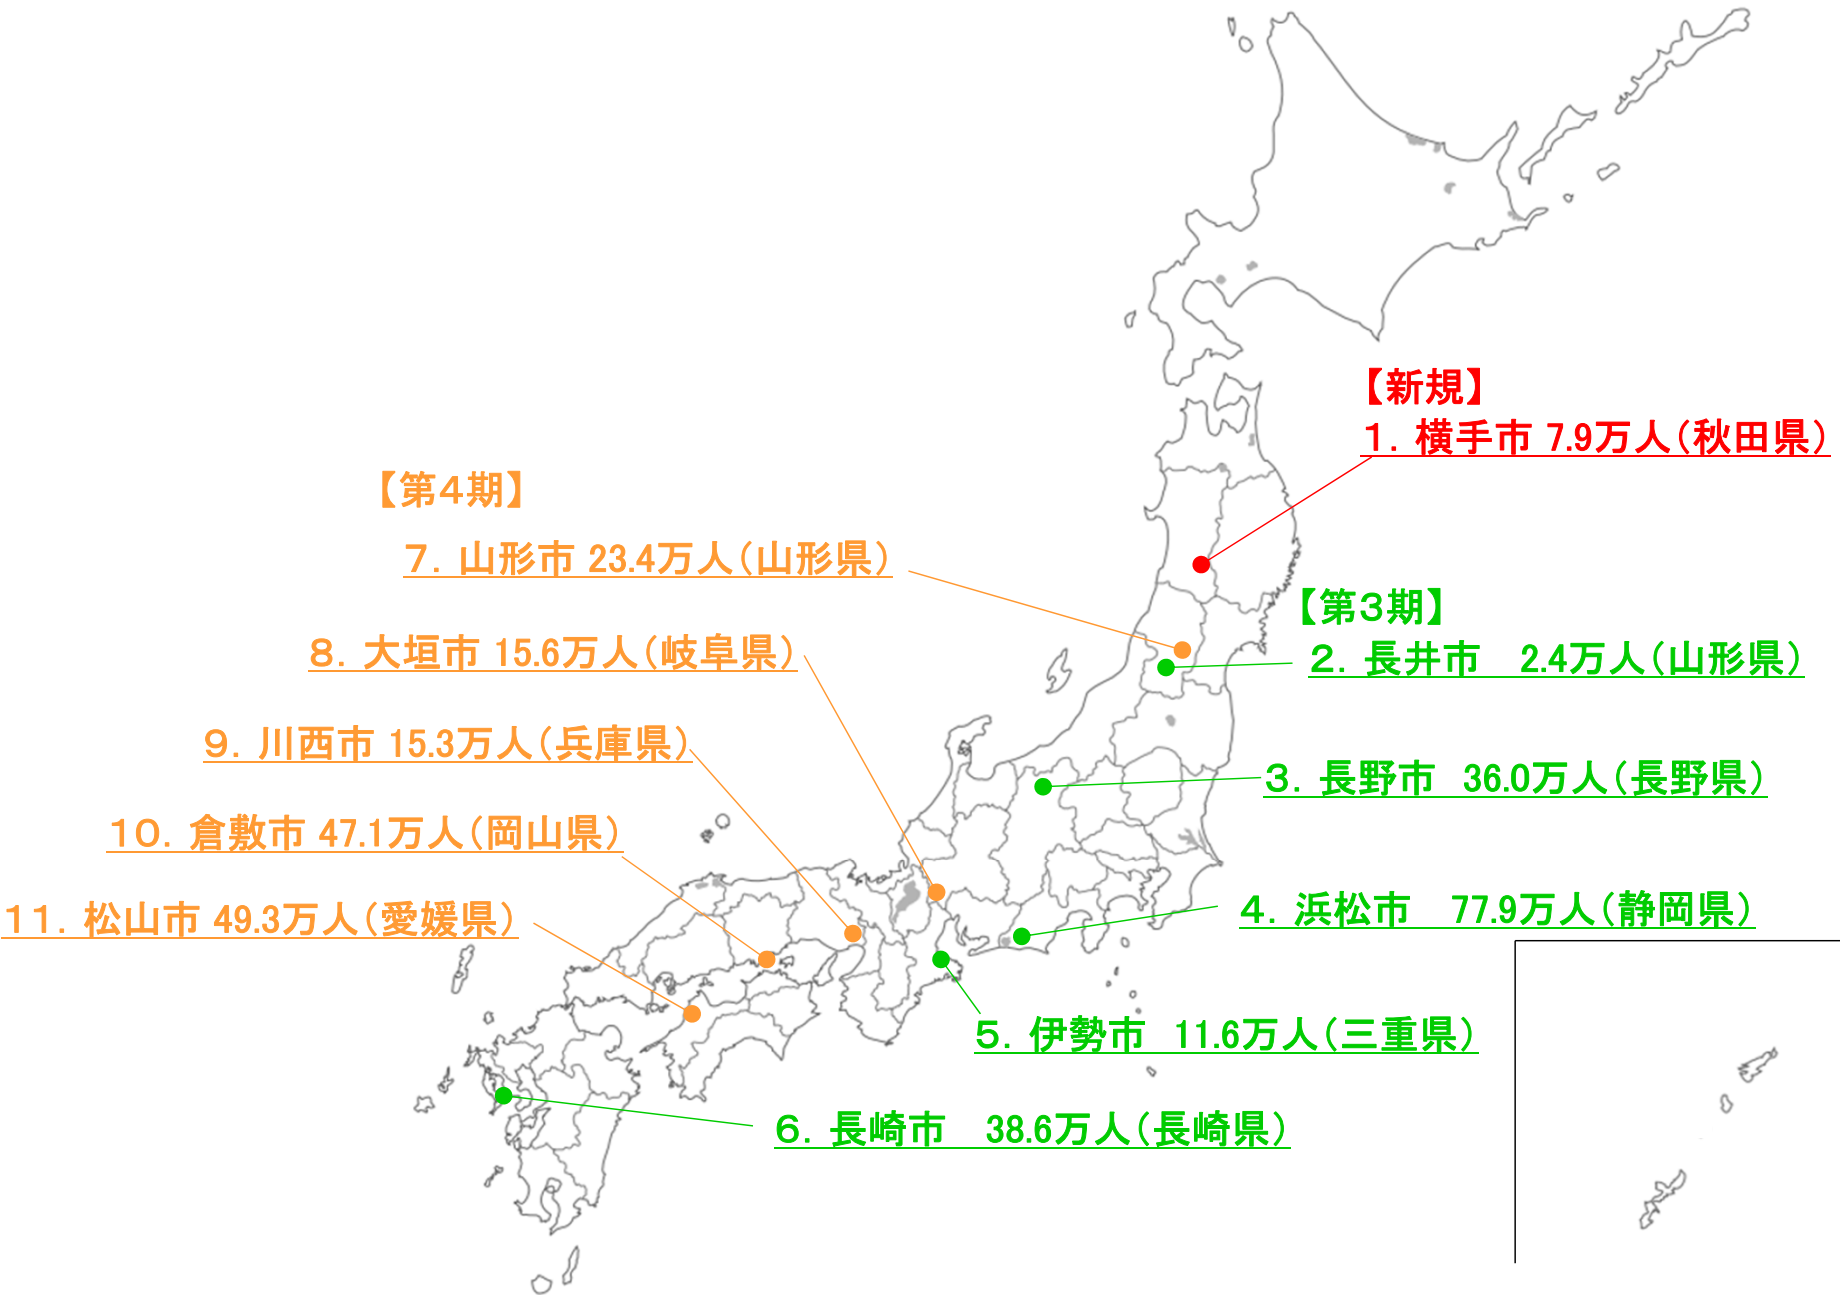 【新規】
1．横手市 7.9万人（秋田県）
【第3期】
2．長井市　2.4万人（山形県）
3．長野市　36.0万人（長野県）
4．浜松市　77.9万人（静岡県）
5．伊勢市　11.6万人（三重県）
6．長崎市　38.6万人（長崎県）
【第4期】
7．山形市 23.4万人（山形県）
8．大垣市 15.6万人（岐阜県）
9．川西市 15.3万人（兵庫県）
10．倉敷市 47.1万人（岡山県）
11．松山市 49.3万人（愛媛県）